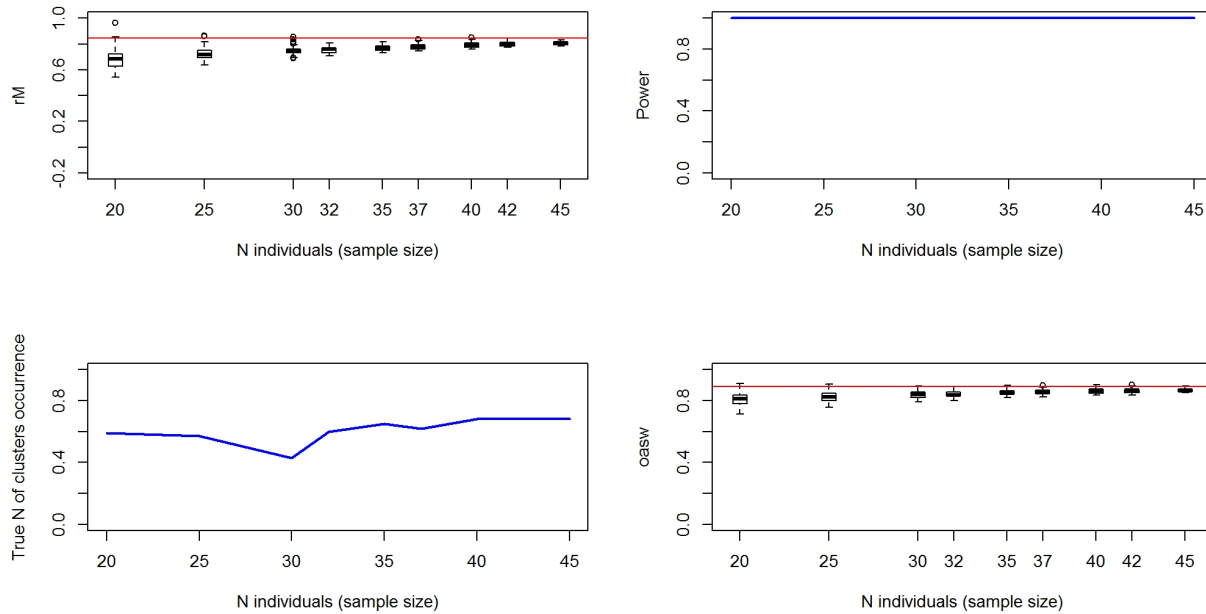 rM
1.0
0.6
0.2
-0.2
20 25 30 32 35 37 40 42 45
N individuals (sample size)
Power
0.8
0.4
0.0
20 25 30 35 40 45
N individuals (sample size)
True N of clusters occurrence
0.8
0.4
0.0
20 25 30 35 40 45
N individuals (sample size)
oasw
0.8
0.4
0.0
20 25 30 32 35 37 40 42 45
N individuals (sample size)